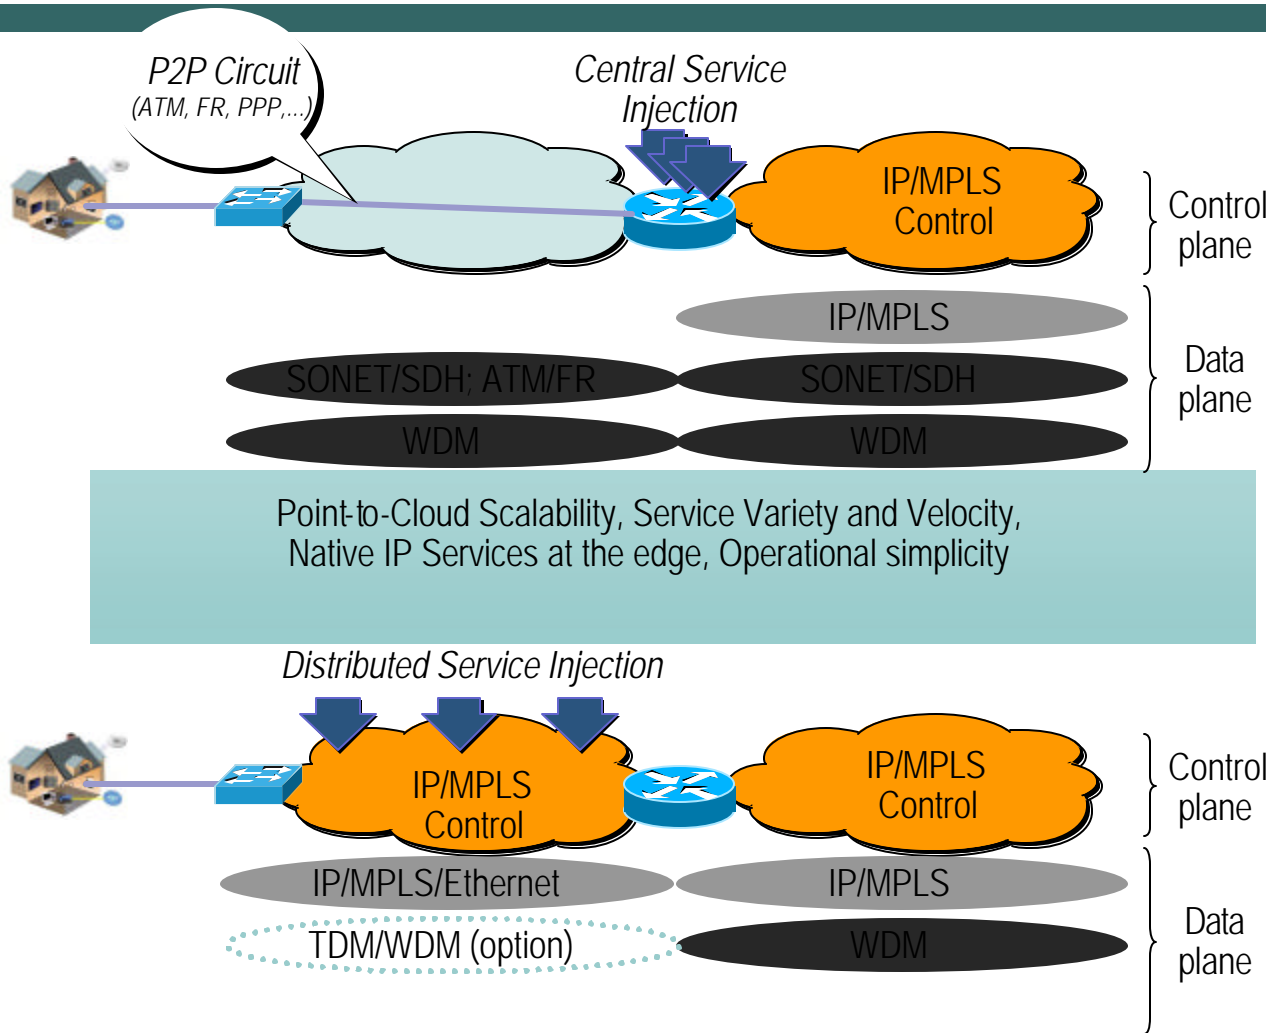 P2P Circuit
(ATM, FR, PPP,...)
Central Service
Injection
IP/MPLS
Control
Control
plane
IP/MPLS
SONET/SDH; ATM/FR
SONET/SDH
Data
plane
WDM
WDM
Point-to-Cloud Scalability, Service Variety and Velocity,
Native IP Services at the edge, Operational simplicity
Distributed Service Injection
IP/MPLS
Control
IP/MPLS
Control
Control
plane
IP/MPLS/Ethernet
IP/MPLS
TDM/WDM (option)
WDM
Data
plane